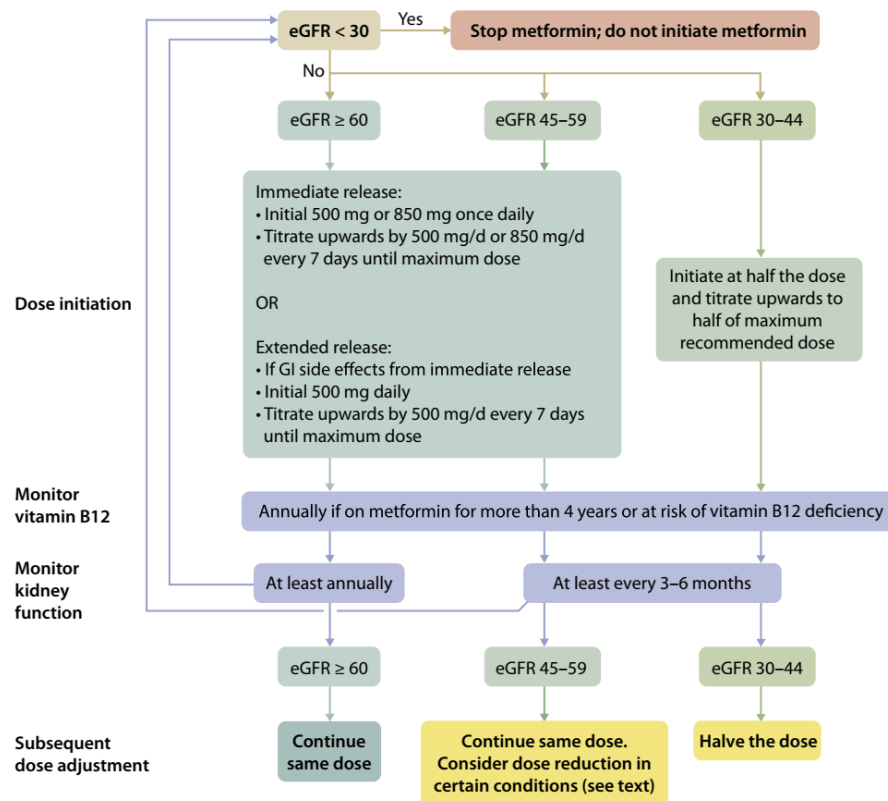 eGFR < 30
Yes
Stop metformin; do not initiate metformin
No
eGFR ≥ 60
eGFR 45–59
eGFR 30–44
Dose initiation
Immediate release:
• Initial 500 mg or 850 mg once daily
• Titrate upwards by 500 mg/d or 850 mg/d
every 7 days until maximum dose
OR
Extended release:
• If GI side effects from immediate release
• Initial 500 mg daily
• Titrate upwards by 500 mg/d every 7 days
until maximum dose
Initiate at half the dose
and titrate upwards to
half of maximum
recommended dose
Monitor
vitamin B12
Annually if on metformin for more than 4 years or at risk of vitamin B12 deficiency
Monitor
kidney
function
At least annually
At least every 3–6 months
eGFR ≥ 60
eGFR 45–59
eGFR 30–44
Subsequent
dose adjustment
Continue
same dose
Continue same dose.
Consider dose reduction in
certain conditions (see text)
Halve the dose